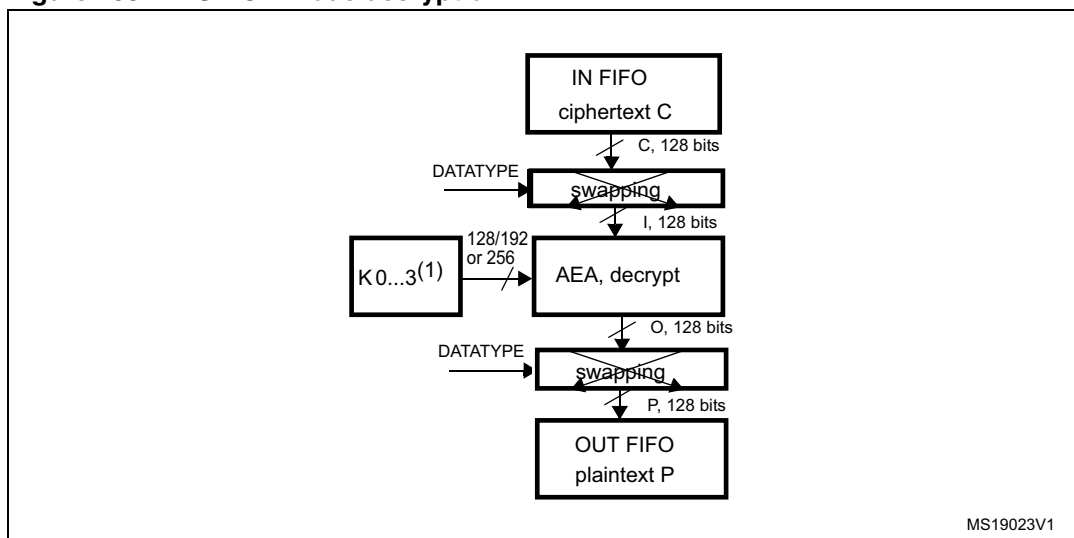 IN FIFO
ciphertext C
C, 128 bits
DATATYPE
swapping
I, 128 bits
128/192
or 256
K 0...3(1)
AEA, decrypt
O, 128 bits
DATATYPE
swapping
P, 128 bits
OUT FIFO
plaintext P
MS19023V1